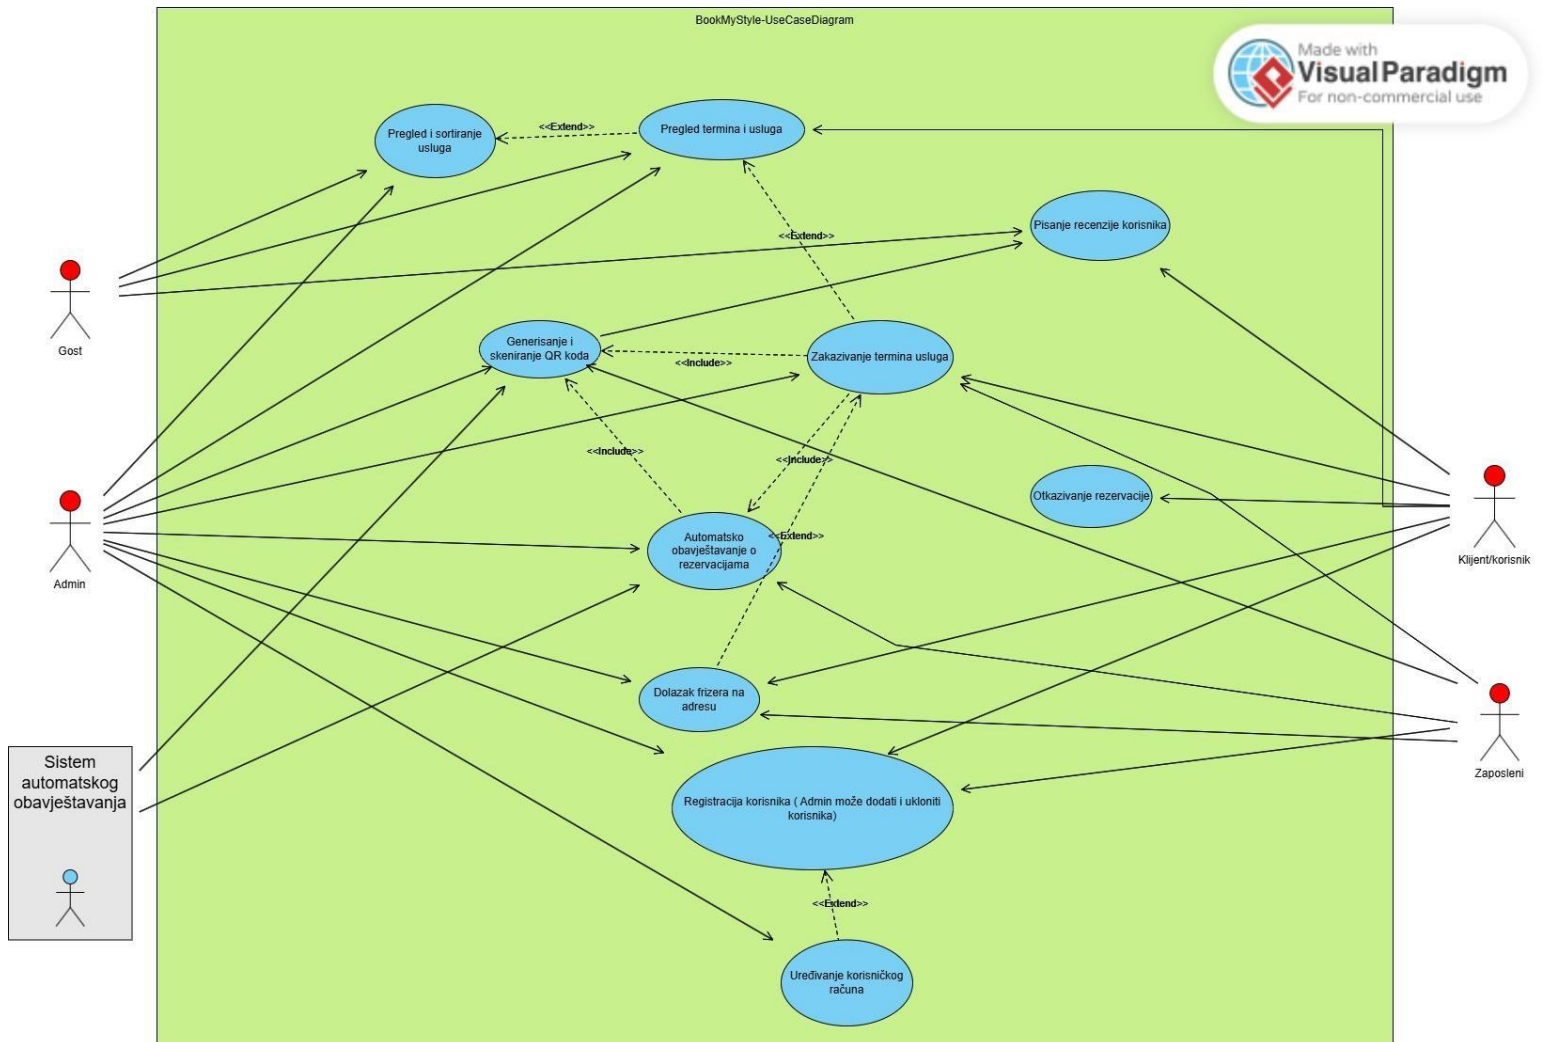 BookMyStyle-UseCaseDiagram
Made with
Visual Paradigm
For non-commercial use
Pregled i sortiranje
usluga
<<Extend>>
Pregled termina i usluga
<<Extend>>
Pisanje recenzije korisnika
Gost
Generisanje i
skeniranje QR koda
<<Include>>
Zakazivanje termina usluga
<<Include>>
<<Include>>
Otkazivanje rezervacije
Klijent/korisnik
Admin
Automatsko
obavještavanje o
rezervacijama
<<Extend>>
Dolazak frizera na
adresu
Zaposleni
Sistem
automatskog
obavještavanja
Registracija korisnika ( Admin može dodati i ukloniti
korisnika)
<<Extend>>
Uređivanje korisničkog
računa